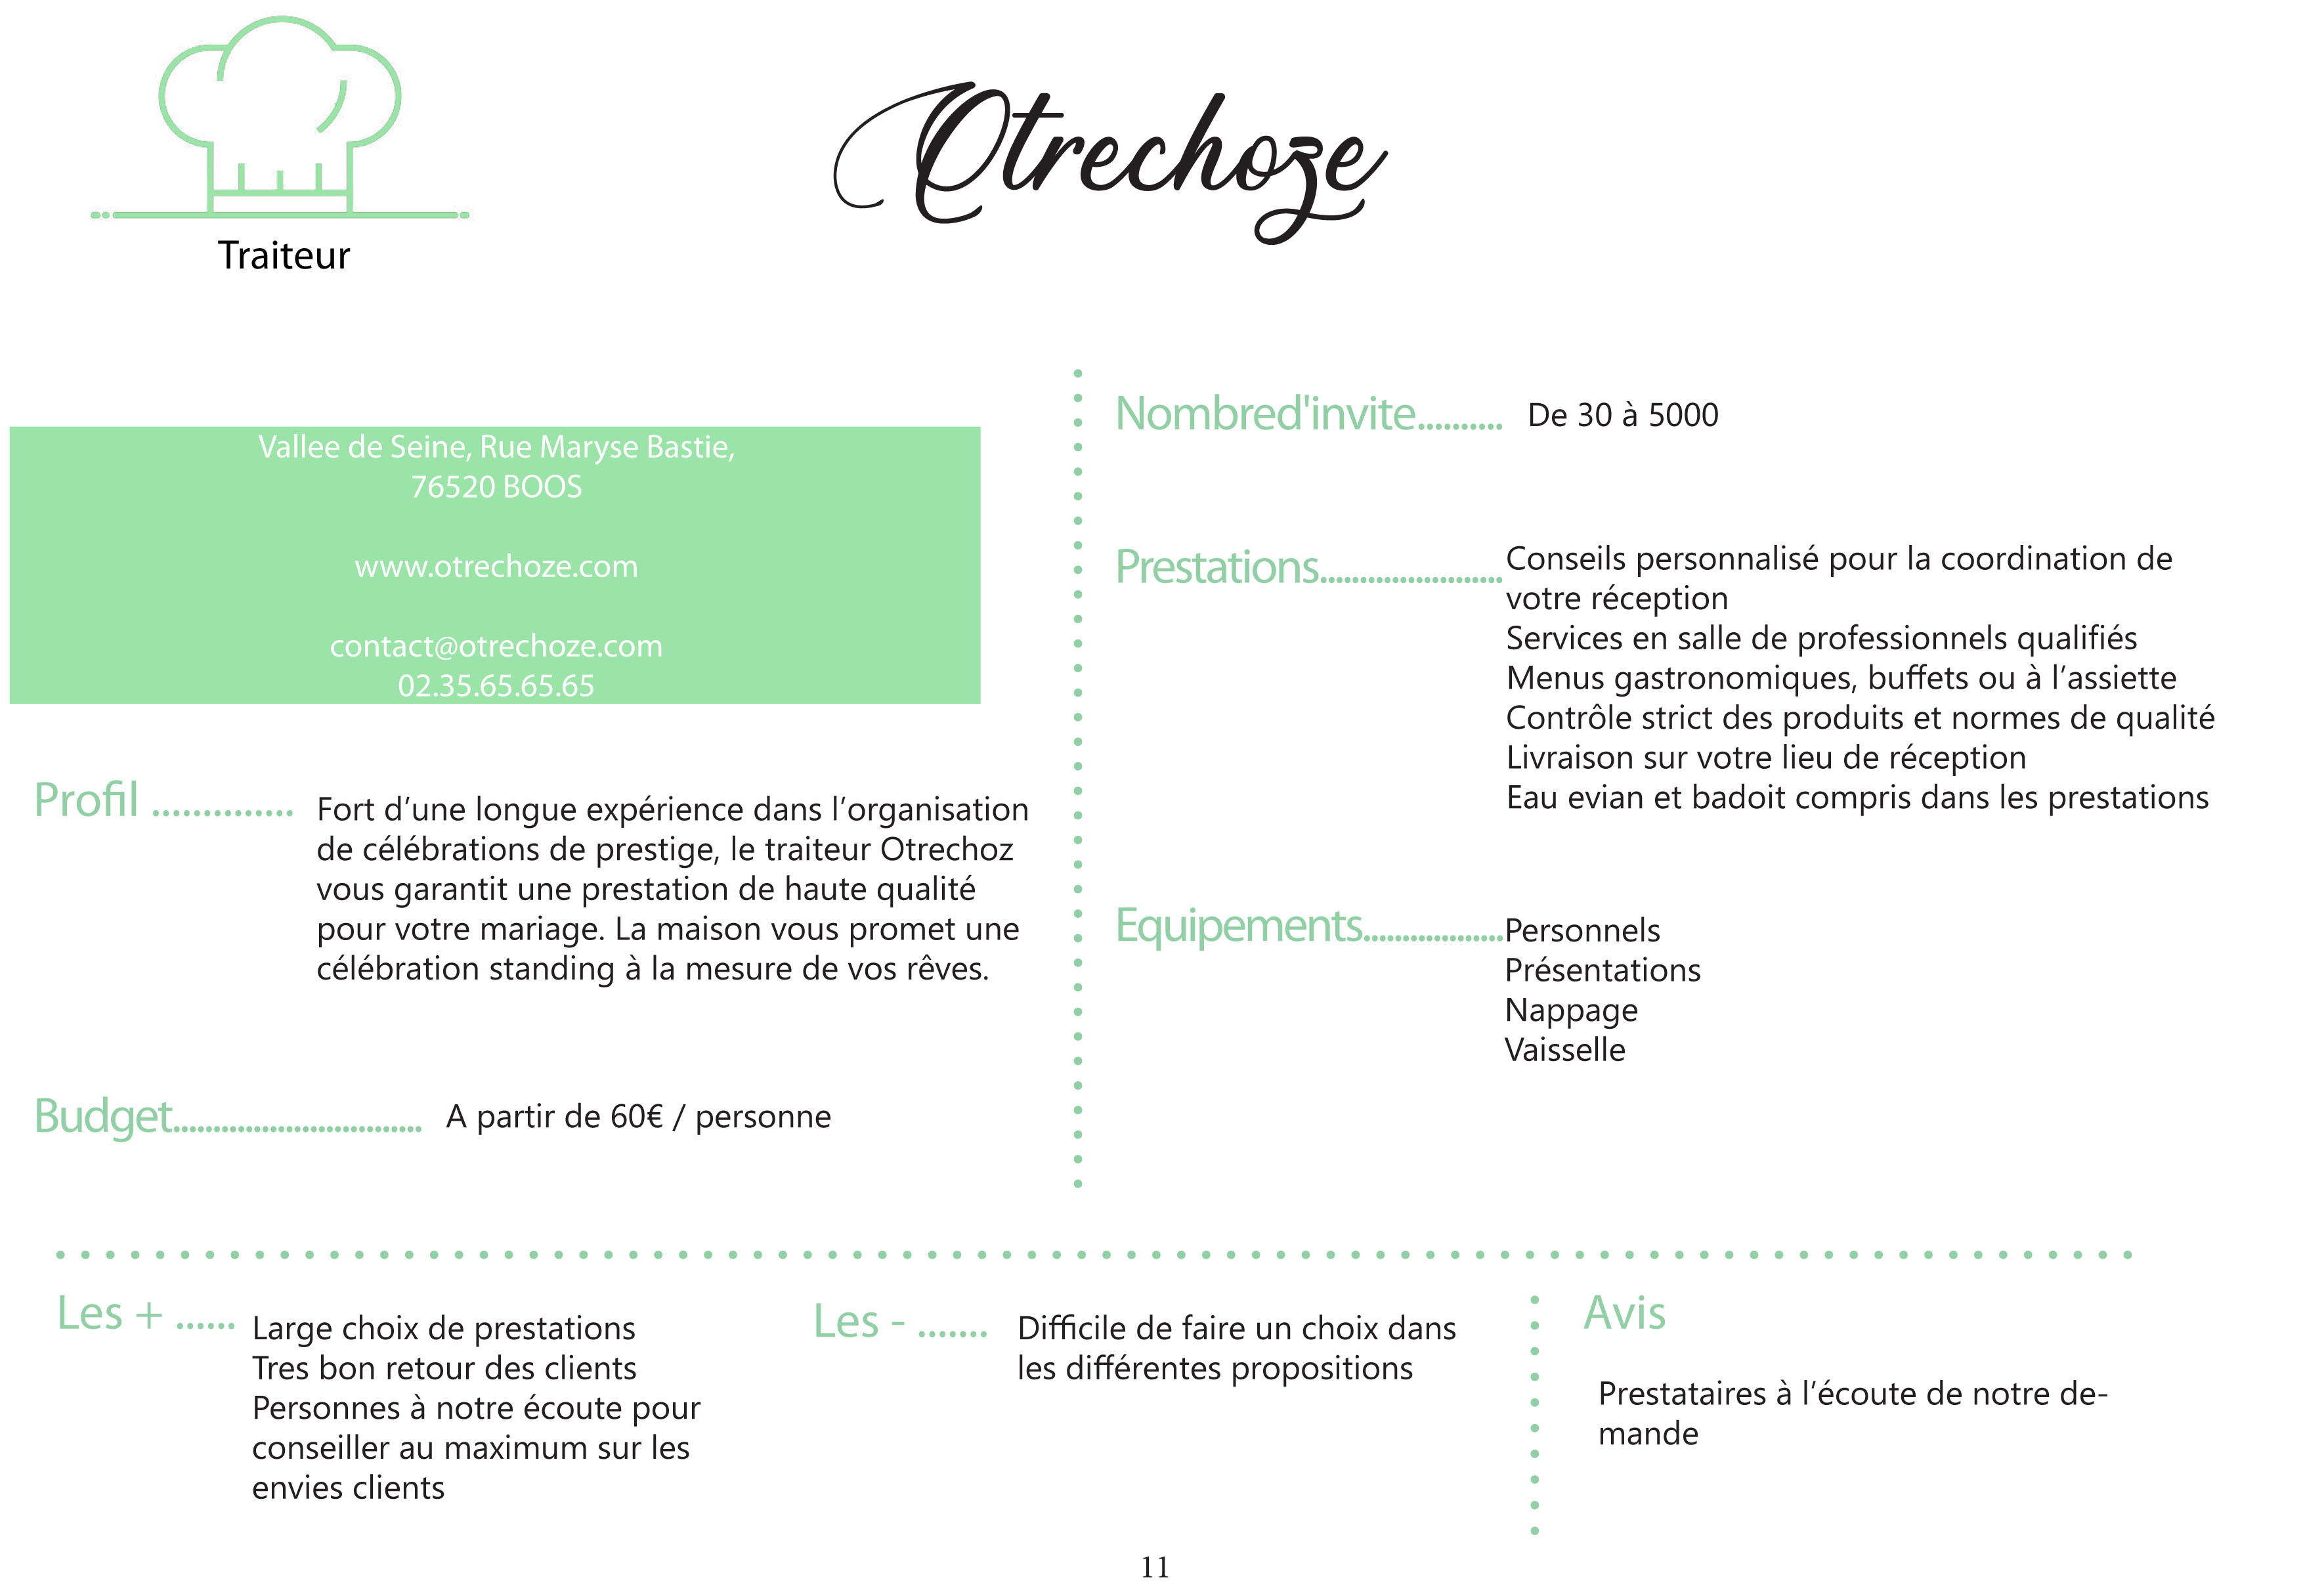 Otrechoze
Traiteur
Vallee de Seine, Rue Maryse Bastie,
76520 BOOS
www.otrechoze.com
contact@otrechoze.com
02.35.65.65.65
Profil ..............
Fort d’une longue expérience dans l’organisation
de célébrations de prestige, le traiteur Otrechoz
vous garantit une prestation de haute qualité
pour votre mariage. La maison vous promet une
célébration standing à la mesure de vos rêves.
Budget...............................
A partir de 60€ / personne
Nombred'invite..........
De 30 à 5000
Prestations.......................
Conseils personnalisé pour la coordination de
votre réception
Services en salle de professionnels qualifiés
Menus gastronomiques, buffets ou à l’assiette
Contrôle strict des produits et normes de qualité
Livraison sur votre lieu de réception
Eau evian et badoit compris dans les prestations
Equipements..................
Personnels
Présentations
Nappage
Vaisselle
Les + ......
Large choix de prestations
Tres bon retour des clients
Personnes à notre écoute pour
conseiller au maximum sur les
envies clients
Les - .......
Difficile de faire un choix dans
les différentes propositions
Avis
Prestataires à l’écoute de notre de-
mande
11